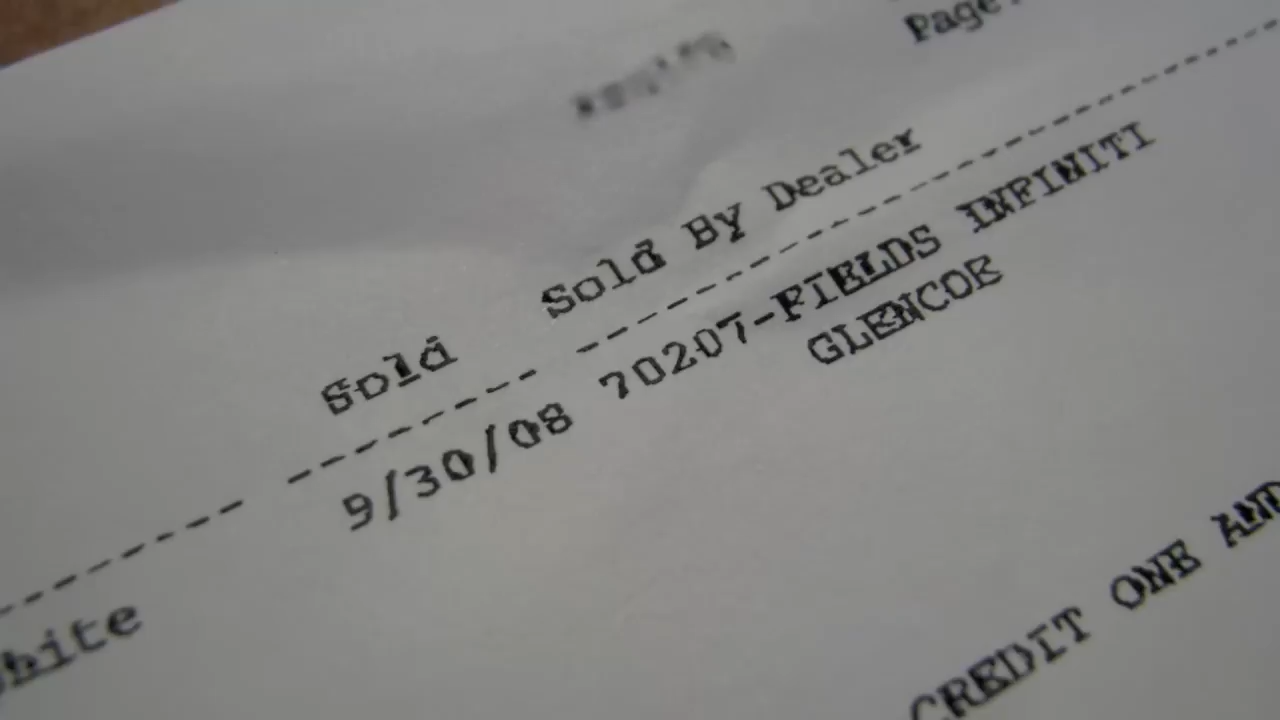 Page:
Sold Sold By Dealer
9/30/08 70207-FIELDS INFINITI
GLENCOE
CREDIT ONE AND